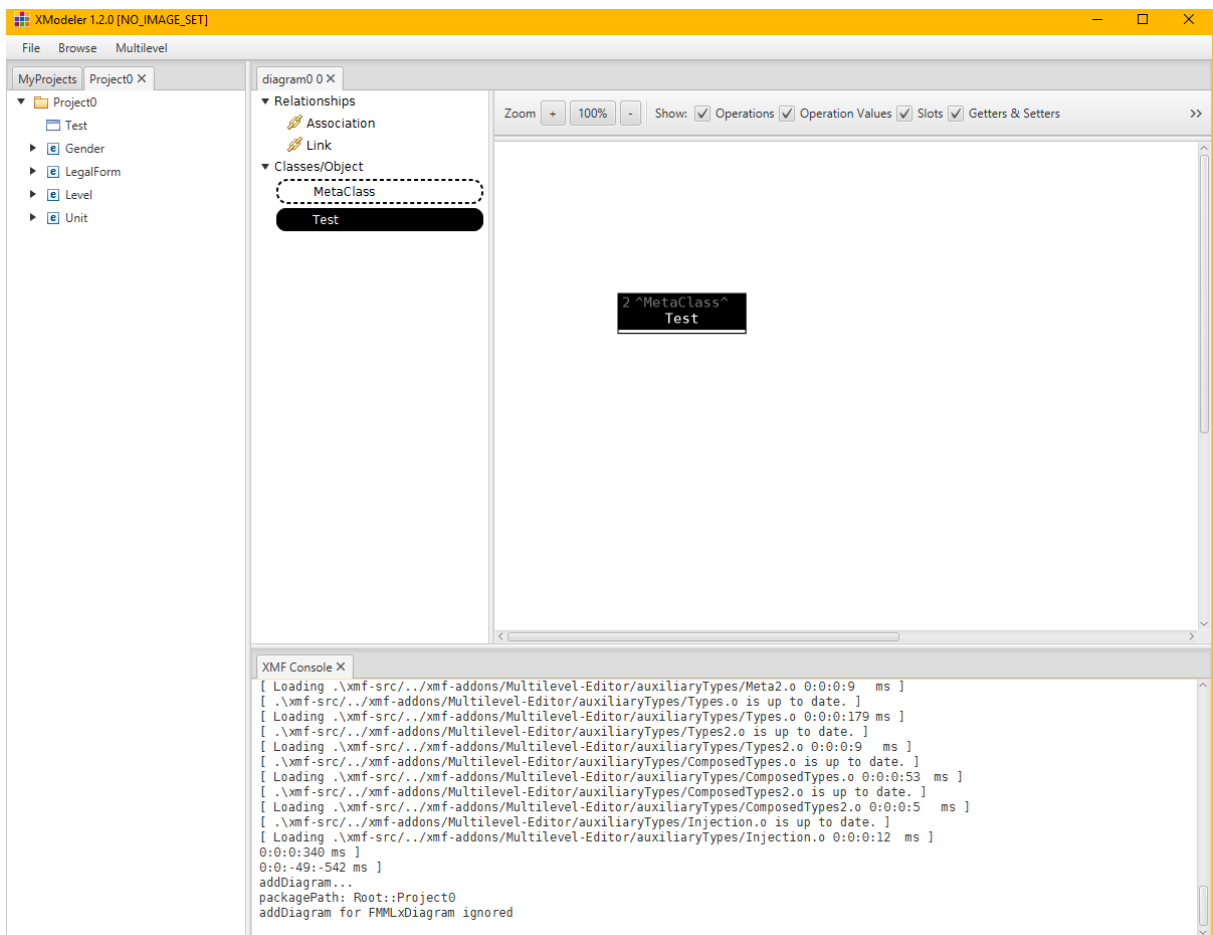 XModeler 1.2.0 [NO_IMAGE_SET]
File Browse Multilevel
MyProjects Project0
Project0
Test
Gender
LegalForm
Level
Unit
diagram0 0
Relationships
Association
Link
Classes/Object
MetaClass
Test
Zoom + 100% - Show: Operations Operation Values Slots Getters & Setters >>
2 ^MetaClass^
Test
XMF Console
[ Loading .\xmf-src/../xmf-addons/Multilevel-Editor/auxiliaryTypes/Meta2.o 0:0:0:9 ms ]
[ .\xmf-src/../xmf-addons/Multilevel-Editor/auxiliaryTypes/Types.o is up to date. ]
[ Loading .\xmf-src/../xmf-addons/Multilevel-Editor/auxiliaryTypes/Types.o 0:0:0:179 ms ]
[ .\xmf-src/../xmf-addons/Multilevel-Editor/auxiliaryTypes/Types2.o is up to date. ]
[ Loading .\xmf-src/../xmf-addons/Multilevel-Editor/auxiliaryTypes/Types2.o 0:0:0:9 ms ]
[ .\xmf-src/../xmf-addons/Multilevel-Editor/auxiliaryTypes/ComposedTypes.o is up to date. ]
[ Loading .\xmf-src/../xmf-addons/Multilevel-Editor/auxiliaryTypes/ComposedTypes.o 0:0:0:53 ms ]
[ .\xmf-src/../xmf-addons/Multilevel-Editor/auxiliaryTypes/ComposedTypes2.o is up to date. ]
[ Loading .\xmf-src/../xmf-addons/Multilevel-Editor/auxiliaryTypes/ComposedTypes2.o 0:0:0:5 ms ]
[ .\xmf-src/../xmf-addons/Multilevel-Editor/auxiliaryTypes/Injection.o is up to date. ]
[ Loading .\xmf-src/../xmf-addons/Multilevel-Editor/auxiliaryTypes/Injection.o 0:0:0:12 ms ]
0:0:0:340 ms ]
0:0:-49:-542 ms ]
addDiagram...
packagePath: Root::Project0
addDiagram for FMMLxDiagram ignored